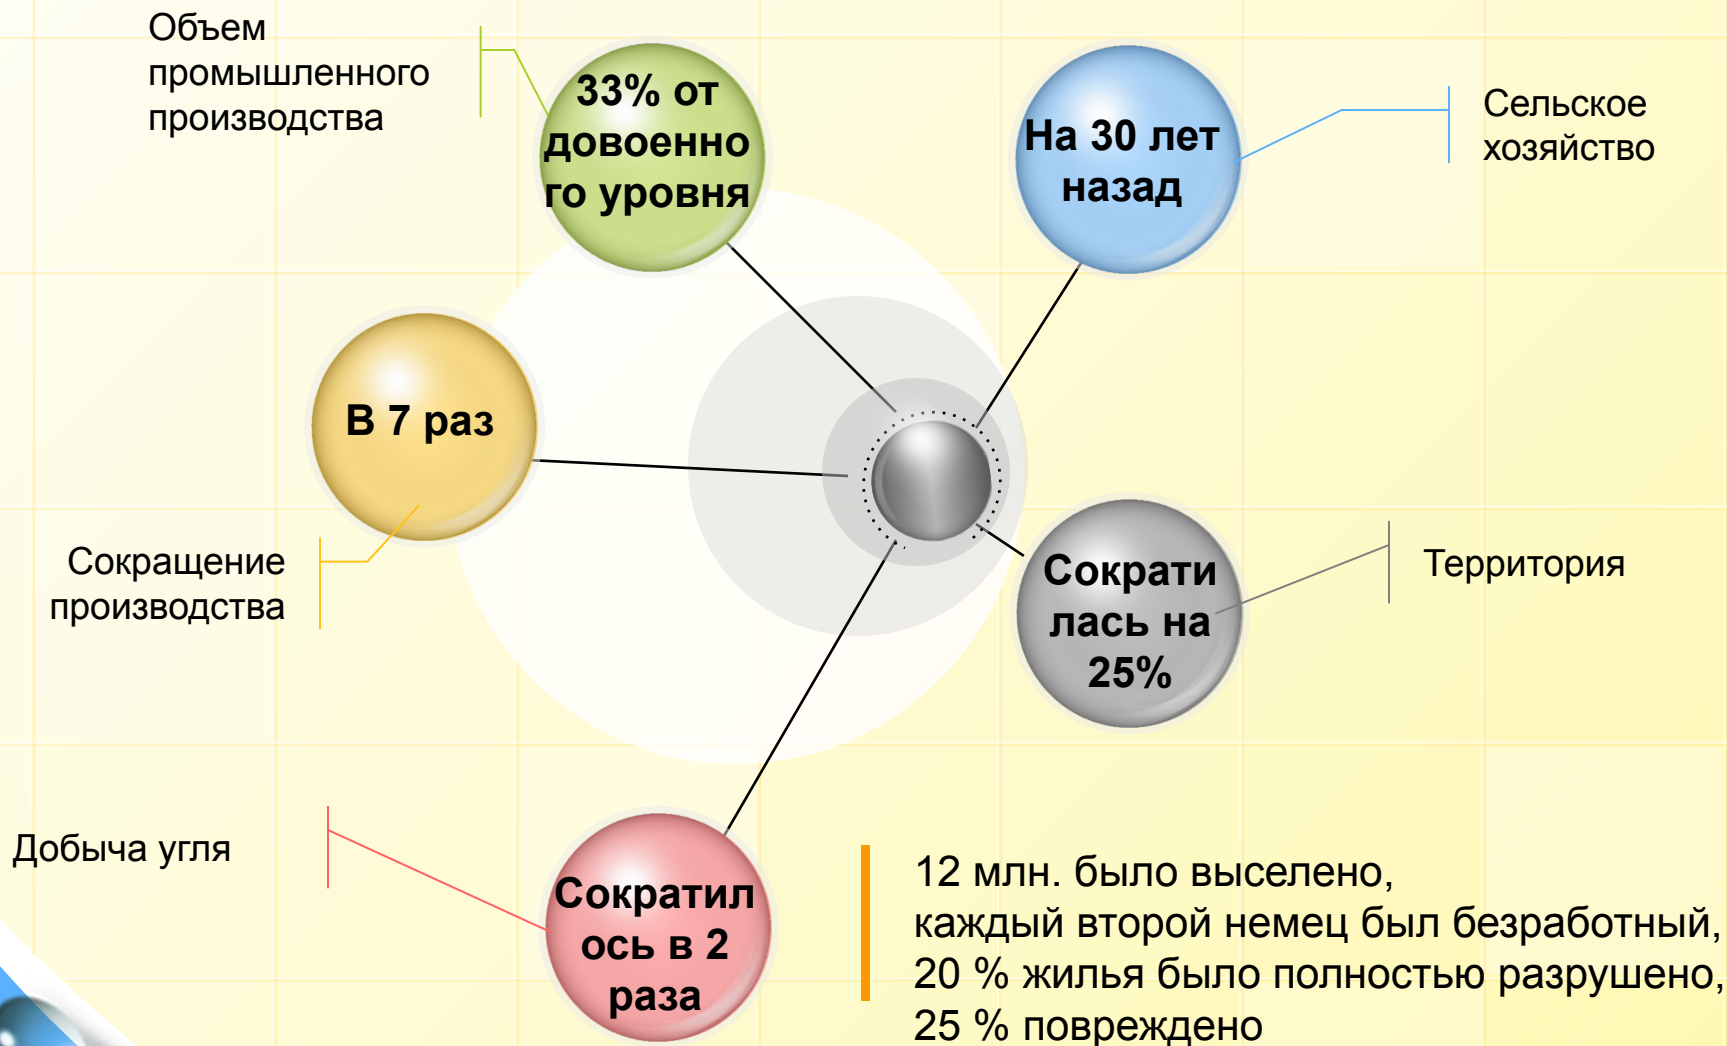 Объем
промышленного
производства
33% от
довоенно
го уровня
На 30 лет
назад
Сельское
хозяйство
В 7 раз
Сокращение
производства
Сократи
лась на
25%
Территория
Добыча угля
Сократил
ось в 2
раза
12 млн. было выселено,
каждый второй немец был безработный,
20 % жилья было полностью разрушено,
25 % повреждено